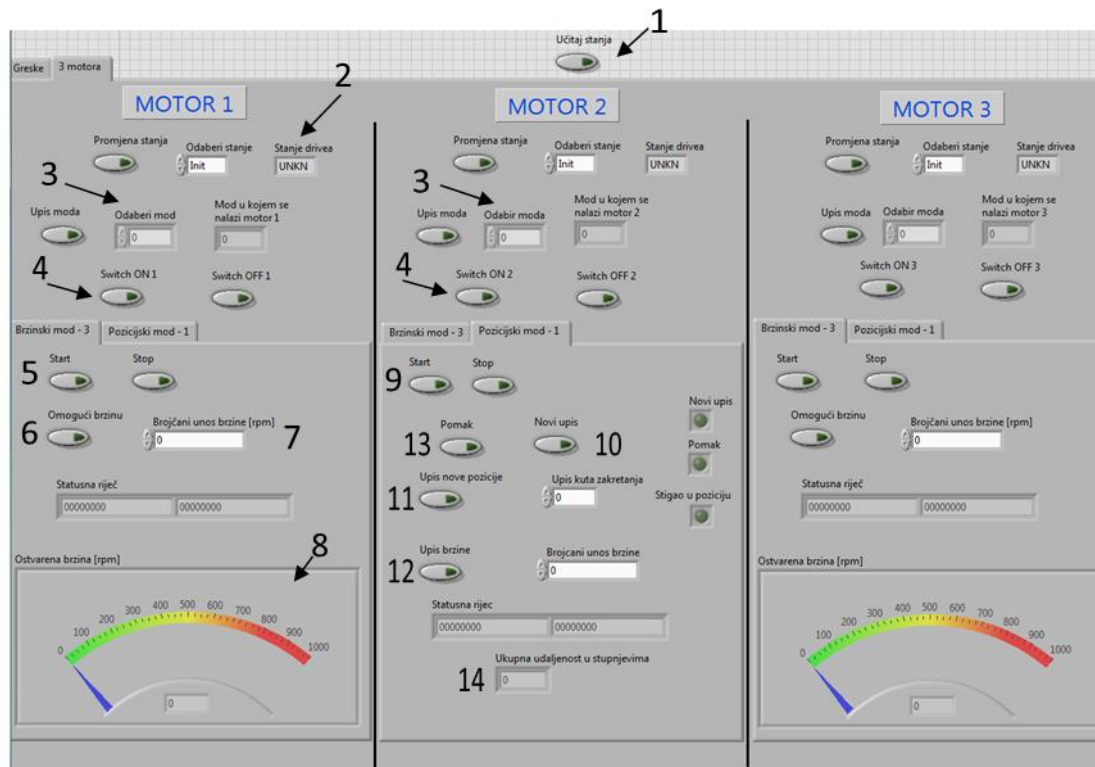 1
Učitaj stanja
Greske
3 motora
2
MOTOR 1
Promjena stanja
Odaberi stanje
Stanje drivea
Init
UNKN
3
Upis moda
Odaberi mod
Mod u kojem se
nalazi motor 1
0
0
4
Switch ON 1
Switch OFF 1
Brzinski mod - 3
Pozicijski mod - 1
5
Start
Stop
6
Omogući brzinu
Brojčani unos brzine [rpm]
7
0
Statusna riječ
00000000
00000000
Ostvarena brzina [rpm]
8
0
100
200
300
400
500
600
700
800
900
1000
0
MOTOR 2
Promjena stanja
Odaberi stanje
Stanje drivea
Init
UNKN
3
Upis moda
Odabir moda
Mod u kojem se
nalazi motor 2
0
0
4
Switch ON 2
Switch OFF 2
Brzinski mod - 3
Pozicijski mod - 1
9
Start
Stop
Novi upis
13
Pomak
Novi upis
10
Pomak
11
Upis nove pozicije
Upis kuta zakretanja
0
Stigao u poziciju
12
Upis brzine
Brojcani unos brzine
0
Statusna rijec
00000000
00000000
14
Ukupna udaljenost u stupnjevima
0
MOTOR 3
Promjena stanja
Odaberi stanje
Stanje drivea
Init
UNKN
Upis moda
Odabir moda
Mod u kojem se
nalazi motor 3
0
0
Switch ON 3
Switch OFF 3
Brzinski mod - 3
Pozicijski mod - 1
Start
Stop
Omogući brzinu
Brojčani unos brzine [rpm]
0
Statusna riječ
00000000
00000000
Ostvarena brzina [rpm]
0
100
200
300
400
500
600
700
800
900
1000
0